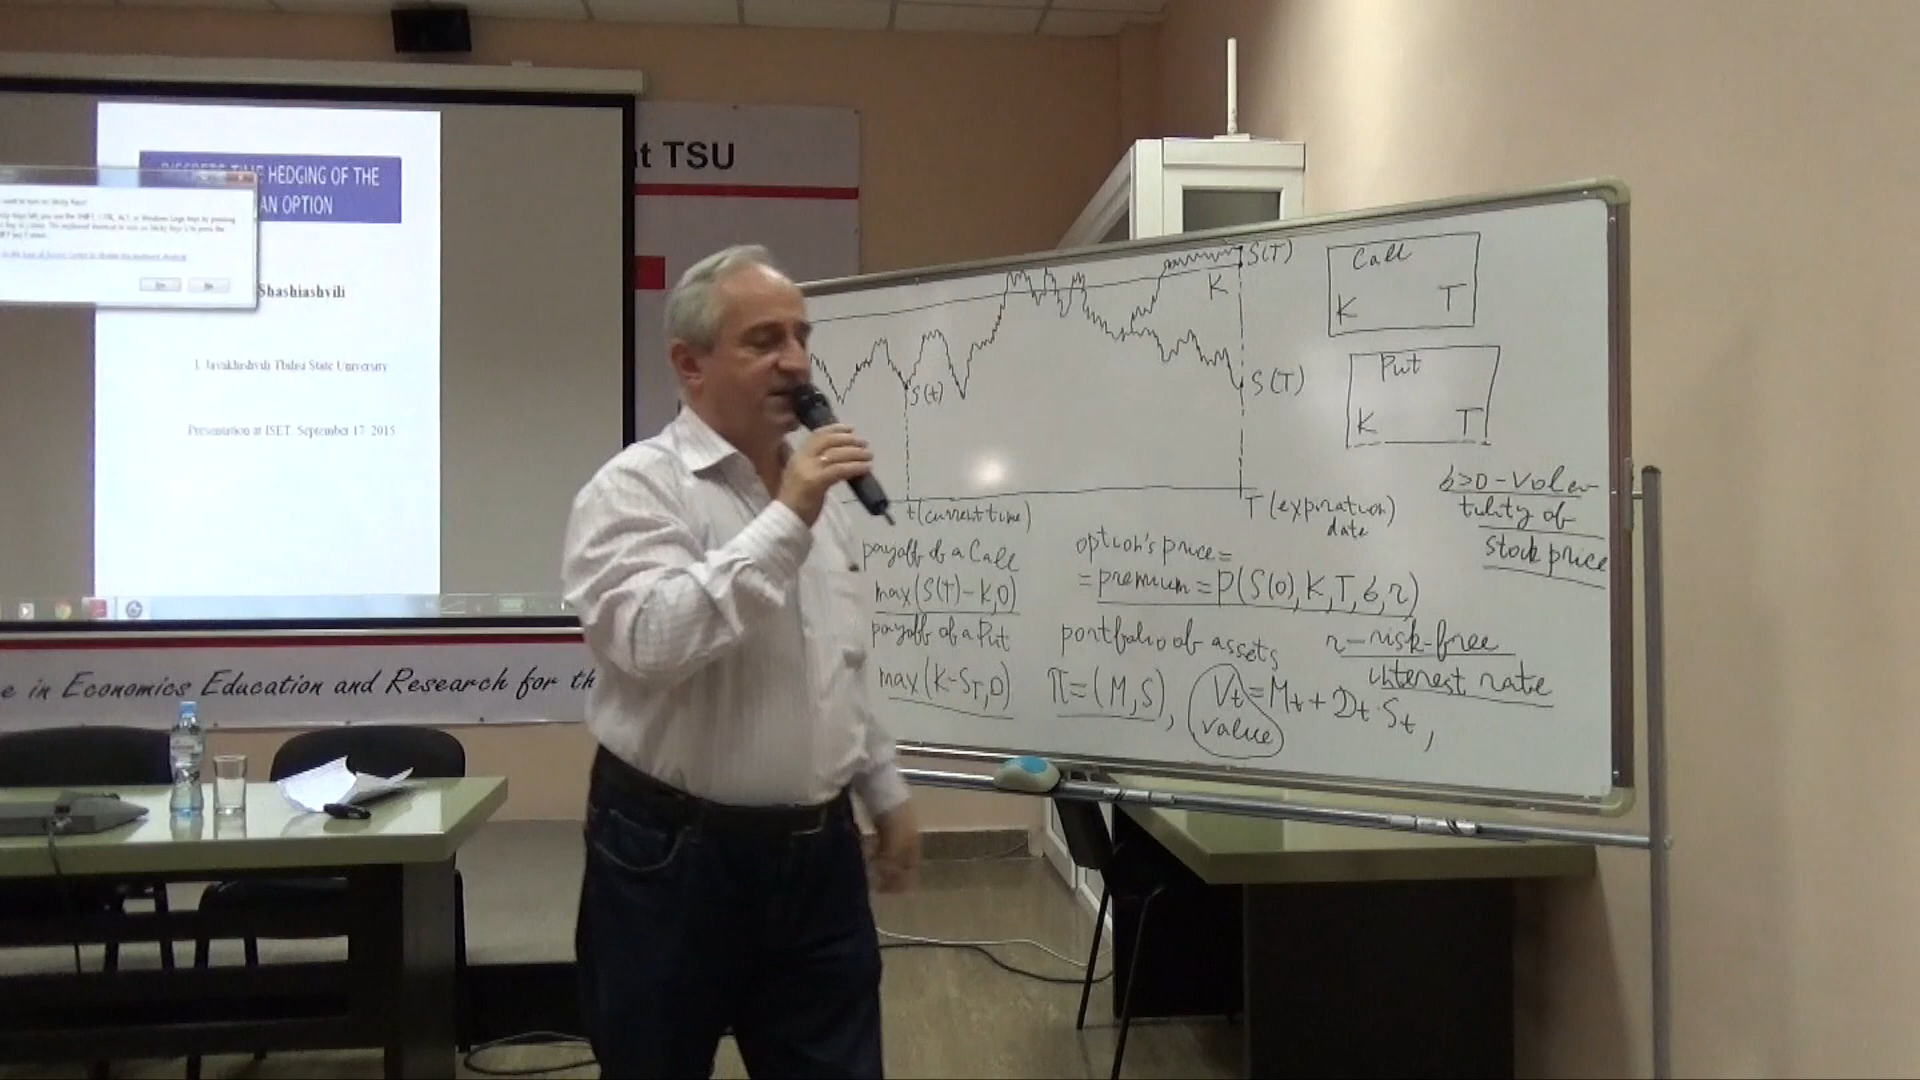 at TSU
HEDGING OF THE
AN OPTION
Shashiashvili
I. Javakhishvili Tbilisi State University
Presentation at ISET. September 17 2015
in Economics Education and Research for th
S(T)
K
S(t)
S(T)
t (current time)
T (expiration)
date
Call
K T
Put
K T
payoff of a Call
max(S(T)-K,0)
payoff of a Put
max(K-S_T,0)
option's price=
=premium=P(S(0),K,T,σ,r)
portfolio of assets
π=(M,S), V_t=M_t+D_t·S_t,
value
σ>0-Vola-
tility of
stock price
r-risk-free
interest rate